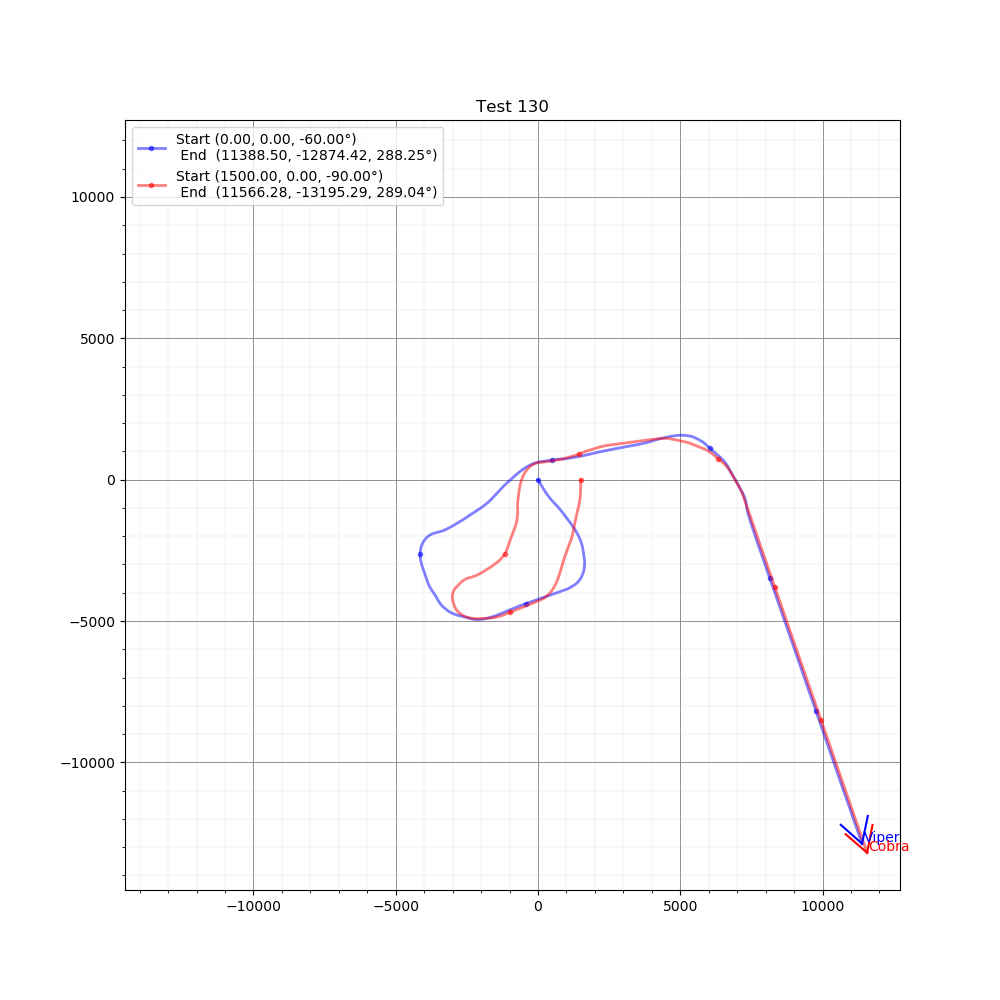 Test 130
Start (0.00, 0.00, -60.00°)
End (11388.50, -12874.42, 288.25°)
Start (1500.00, 0.00, -90.00°)
End (11566.28, -13195.29, 289.04°)
10000
5000
0
−5000
−10000
Viper
Cobra
−10000 −5000 0 5000 10000